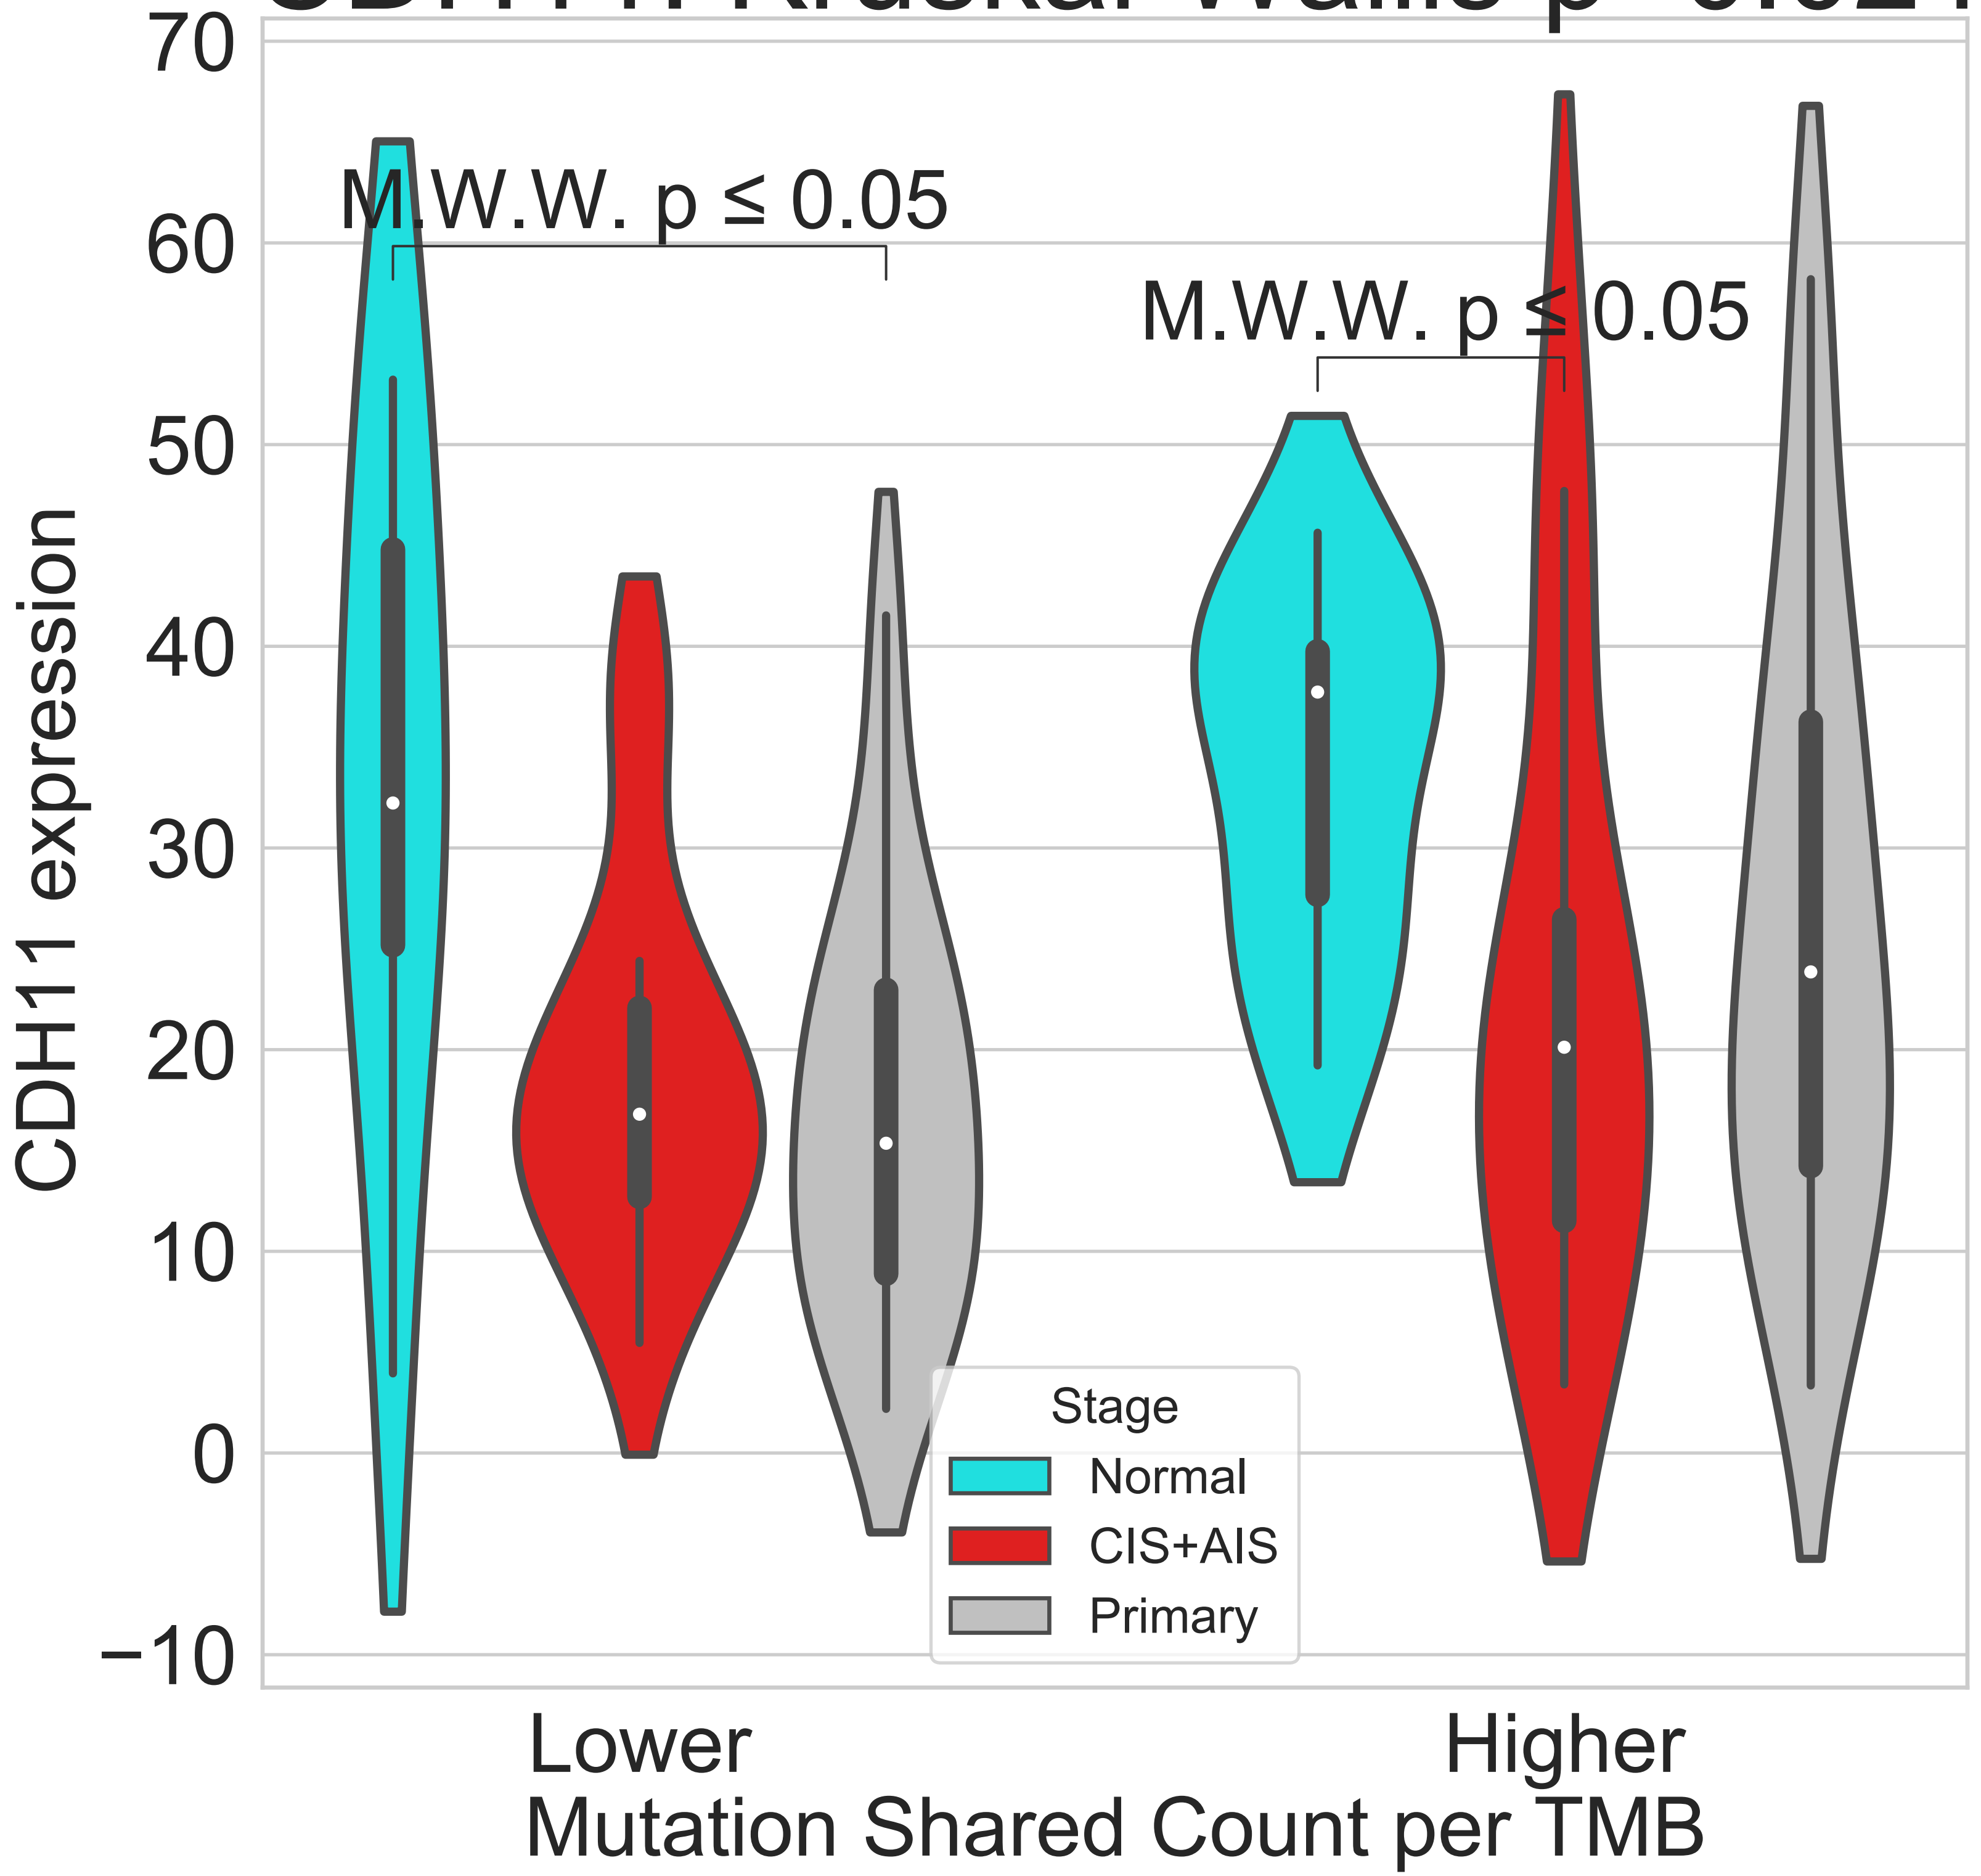 70
60
50
40
30
20
10
0
−10
CDH11 expression
M.W.W. p ≤ 0.05
M.W.W. p ≤ 0.05
Stage
Normal
CIS+AIS
Primary
Lower Higher
Mutation Shared Count per TMB